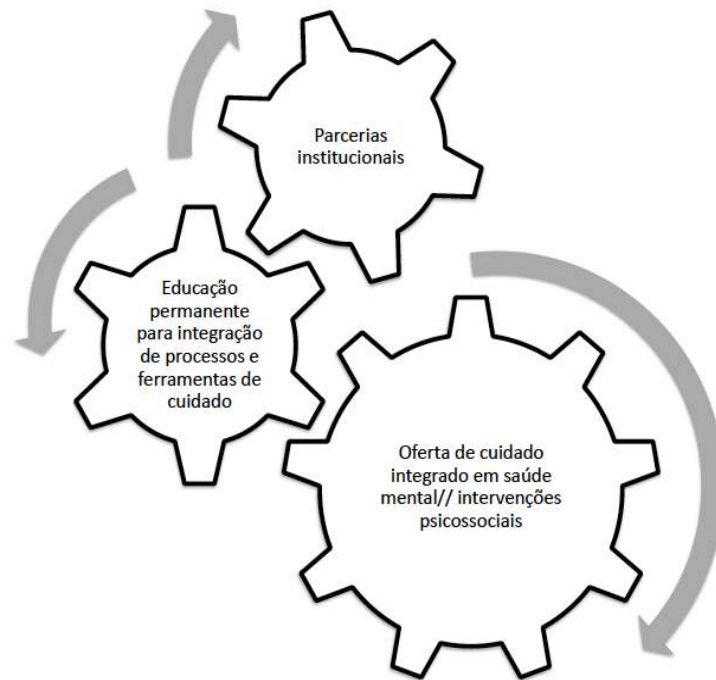 Parcerias
institucionais
Educação
permanente
para integração
de processos e
ferramentas de
cuidado
Oferta de cuidado
integrado em saúde
mental// intervenções
psicossociais